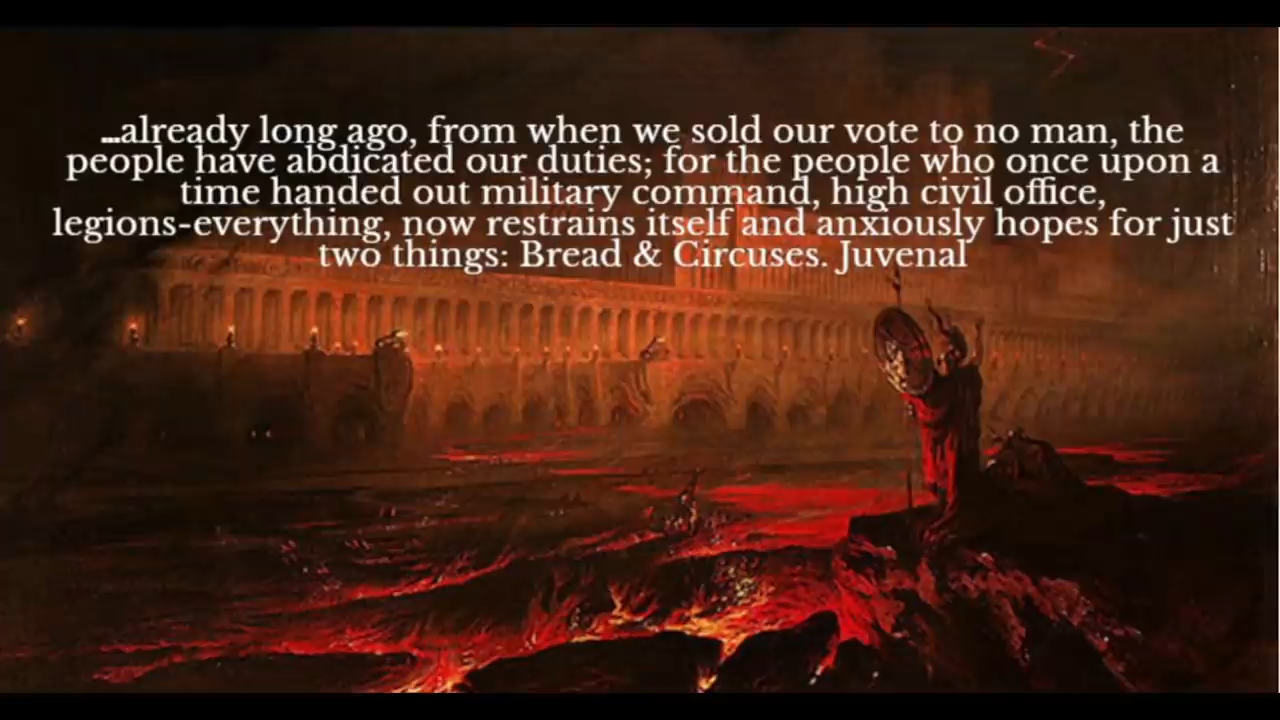 ...already long ago, from when we sold our vote to no man, the
people have abdicated our duties; for the people who once upon a
time handed out military command, high civil office,
legions-everything, now restrains itself and anxiously hopes for just
two things: Bread & Circuses. Juvenal